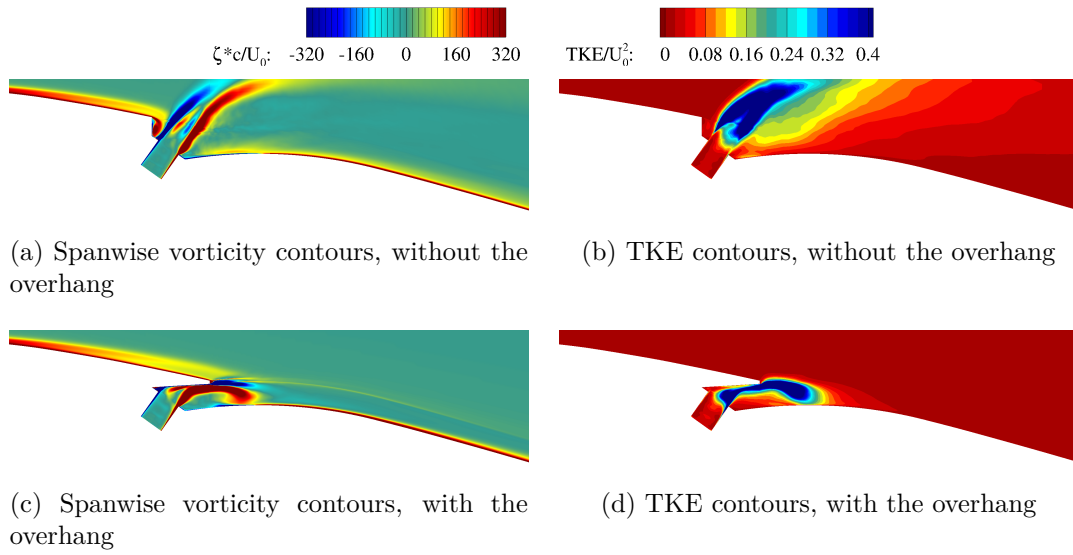 ζ*c/U₀: -320 -160 0 160 320
TKE/U₀²: 0 0.08 0.16 0.24 0.32 0.4
(a) Spanwise vorticity contours, without the
overhang
(b) TKE contours, without the overhang
(c) Spanwise vorticity contours, with the
overhang
(d) TKE contours, with the overhang